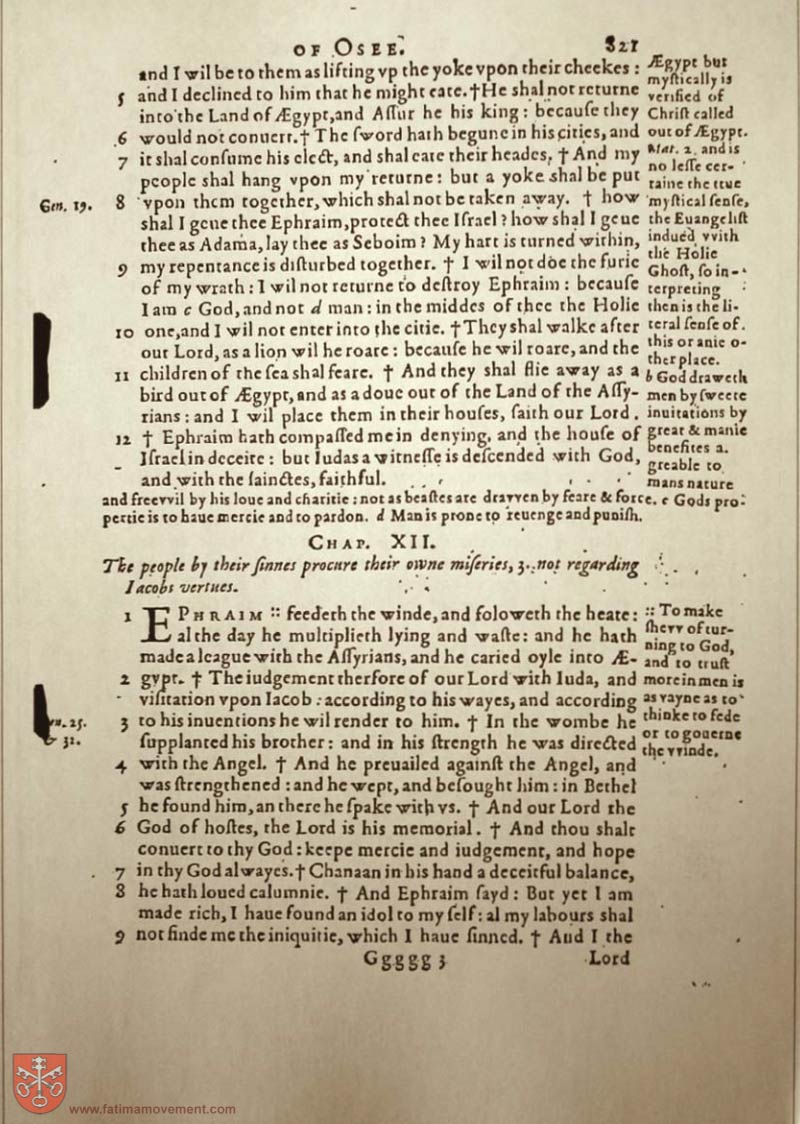 OF OSEE. 821
and I wil be to them as lifting vp the yoke vpon their cheekes :
5 and I declined to him that he might eate. † He shal not returne
into the Land of Ægypt, and Aſſur he his king : becauſe they
6 would not conuert. † The ſword hath begune in his cities, and
7 it shal conſume his elect, and shal eate their heades. † And my
people shal hang vpon my returne : but a yoke shal be put
Gen. 19. 8 vpon them together, which shal not be taken away. † how
shal I geue thee Ephraim, protect thee Iſrael ? how shal I geue
thee as Adama, lay thee as Seboim ? My hart is turned within,
9 my repentance is diſturbed together. † I wil not doe the furie
of my wrath : I wil not returne to deſtroy Ephraim : becauſe
I am c God, and not d man : in the middes of thee the Holie
10 one, and I wil not enter into the citie. † They shal walke after
our Lord, as a lion wil he roare : becauſe he wil roare, and the
11 children of the ſea shal feare. † And they shal flie away as a
bird out of Ægypt, and as a doue out of the Land of the Aſſy-
rians : and I wil place them in their houſes, ſaith our Lord.
12 † Ephraim hath compaſſed me in denying, and the houſe of
Iſrael in deceite : but Iudas a witneſſe is deſcended with God,
and with the ſainctes, faithful.
Ægypt but
myſtically is
verified of
Chriſt called
out of Ægypt.
Mat. 2. and is
no leſſe cer-
taine the true
myſtical ſenſe,
the Euangeliſt
indued vvith
the Holie
Ghoſt, ſo in-
terpreting :
then is the li-
teral ſenſe of
this or anie o-
ther place.
b God draweth
men by ſweete
inuitations by
great & manie
benefites a-
greable to
mans nature
and freevvil by his loue and charitie : not as beaſtes are dravven by feare & force. c Gods pro-
pertie is to haue mercie and to pardon. d Man is prone to reuenge and puniſh.
CHAP. XII.
The people by their ſinnes procure their owne miſeries, 3. not regarding
Iacobs vertues.
1 EPHRAIM :: feedeth the winde, and foloweth the heate :
al the day he multiplieth lying and waſte : and he hath
made a league with the Aſſyrians, and he caried oyle into Æ-
2 gypt. † The iudgement therfore of our Lord with Iuda, and
viſitation vpon Iacob : according to his wayes, and according
3 to his inuentions he wil render to him. † In the wombe he
ſupplanted his brother : and in his ſtrength he was directed
4 with the Angel. † And he preuailed againſt the Angel, and
was ſtrengthened : and he wept, and beſought him : in Bethel
5 he found him, an there he ſpake with vs. † And our Lord the
6 God of hoſtes, the Lord is his memorial. † And thou shalt
conuert to thy God : keepe mercie and iudgement, and hope
7 in thy God alwayes. † Chanaan in his hand a deceitful balance,
8 he hath loued calumnie. † And Ephraim ſayd : But yet I am
made rich, I haue found an idol to my ſelf : al my labours shal
9 not finde me the iniquitie, which I haue ſinned. † And I the
:: To make
ſhevv of tur-
ning to God,
and to truſt
more in men is
as vayne as to
thinke to fede
or to gouerne
the vvinde.
25.
& 32.
Ggggg 3 Lord
www.fatimamovement.com